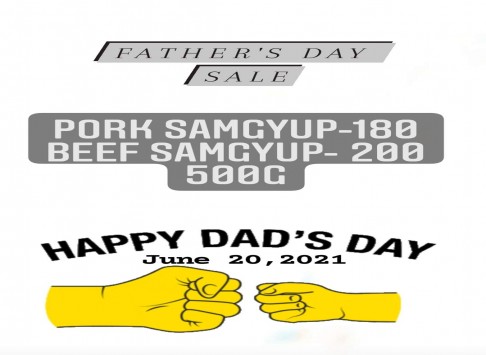 FATHER'S DAY
SALE
PORK SAMGYUP-180
BEEF SAMGYUP- 200
500G
HAPPY DAD'S DAY
June 20,2021